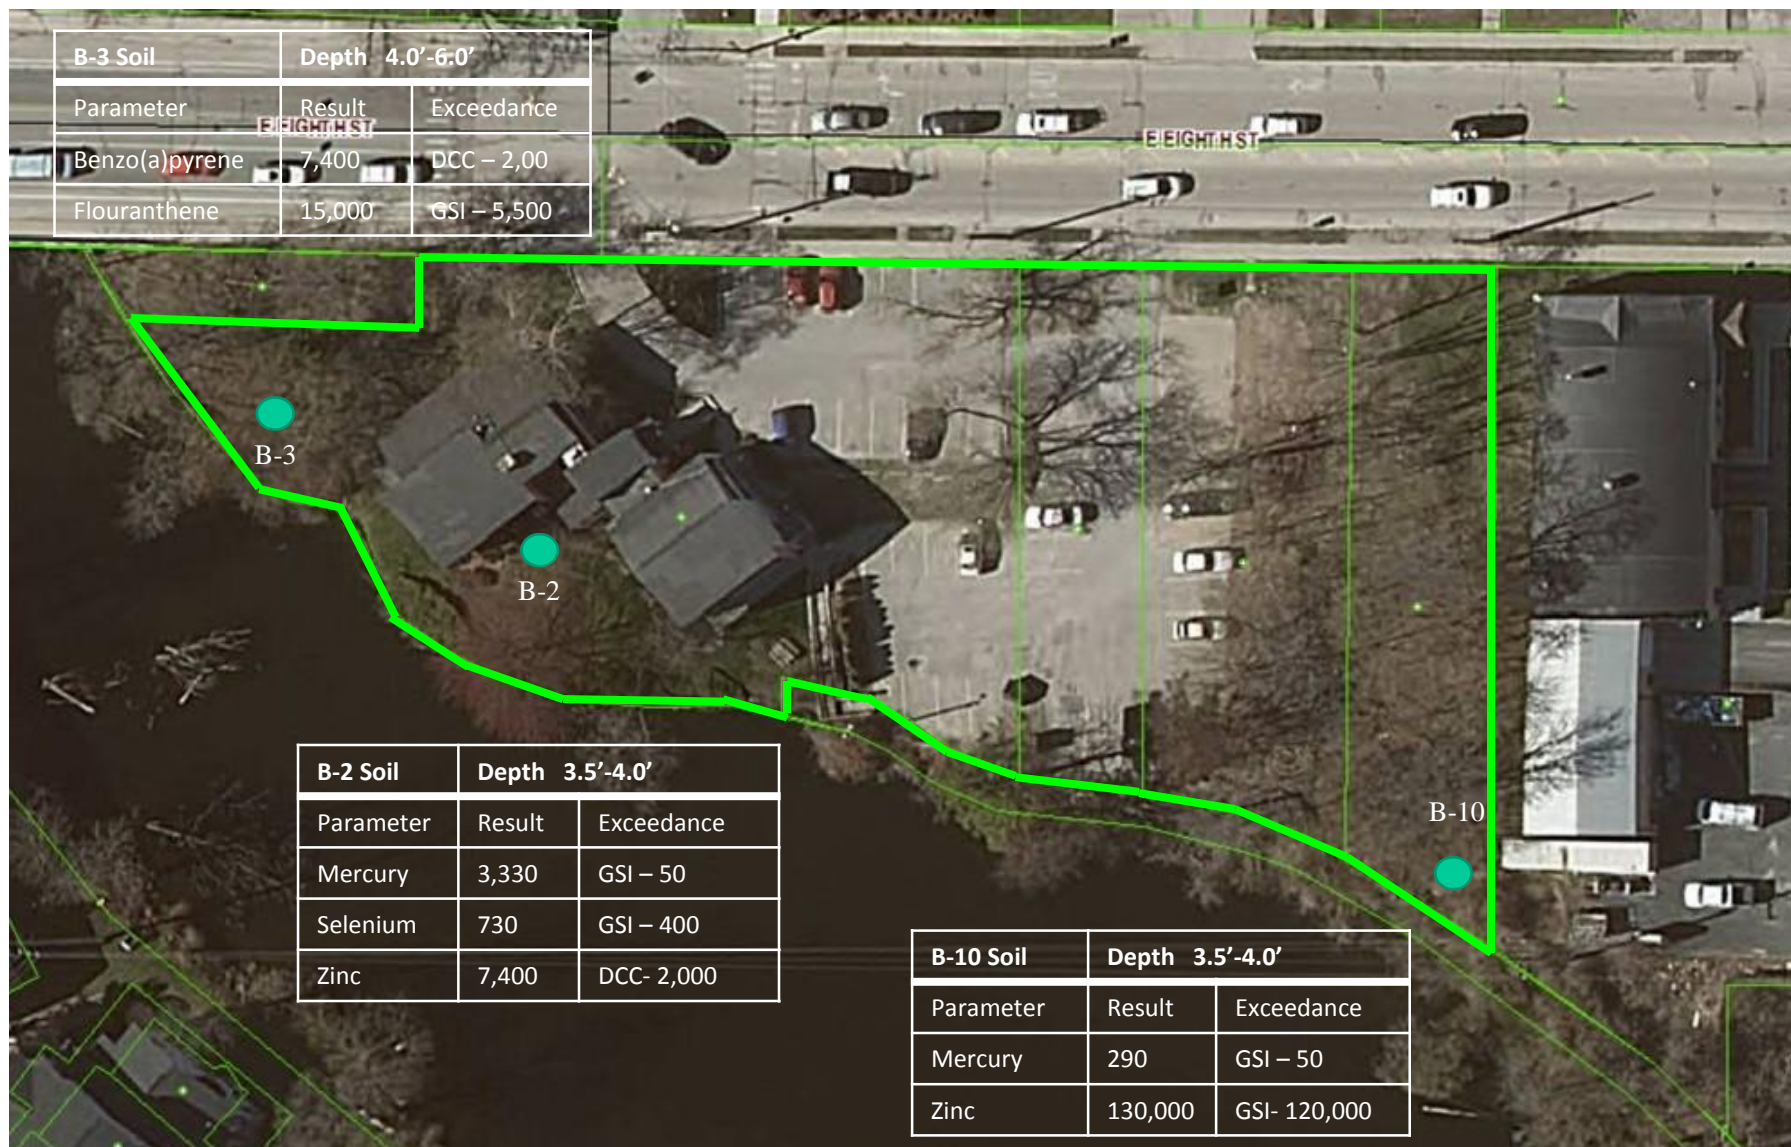 B-3 Soil Depth 4.0’-6.0’
Parameter Result Exceedance
Benzo(a)pyrene 7,400 DCC – 2,00
Flouranthene 15,000 GSI – 5,500
E EIGHTH ST
E EIGHTH ST
B-3
B-2
B-10
B-2 Soil Depth 3.5’-4.0’
Parameter Result Exceedance
Mercury 3,330 GSI – 50
Selenium 730 GSI – 400
Zinc 7,400 DCC- 2,000
B-10 Soil Depth 3.5’-4.0’
Parameter Result Exceedance
Mercury 290 GSI – 50
Zinc 130,000 GSI- 120,000